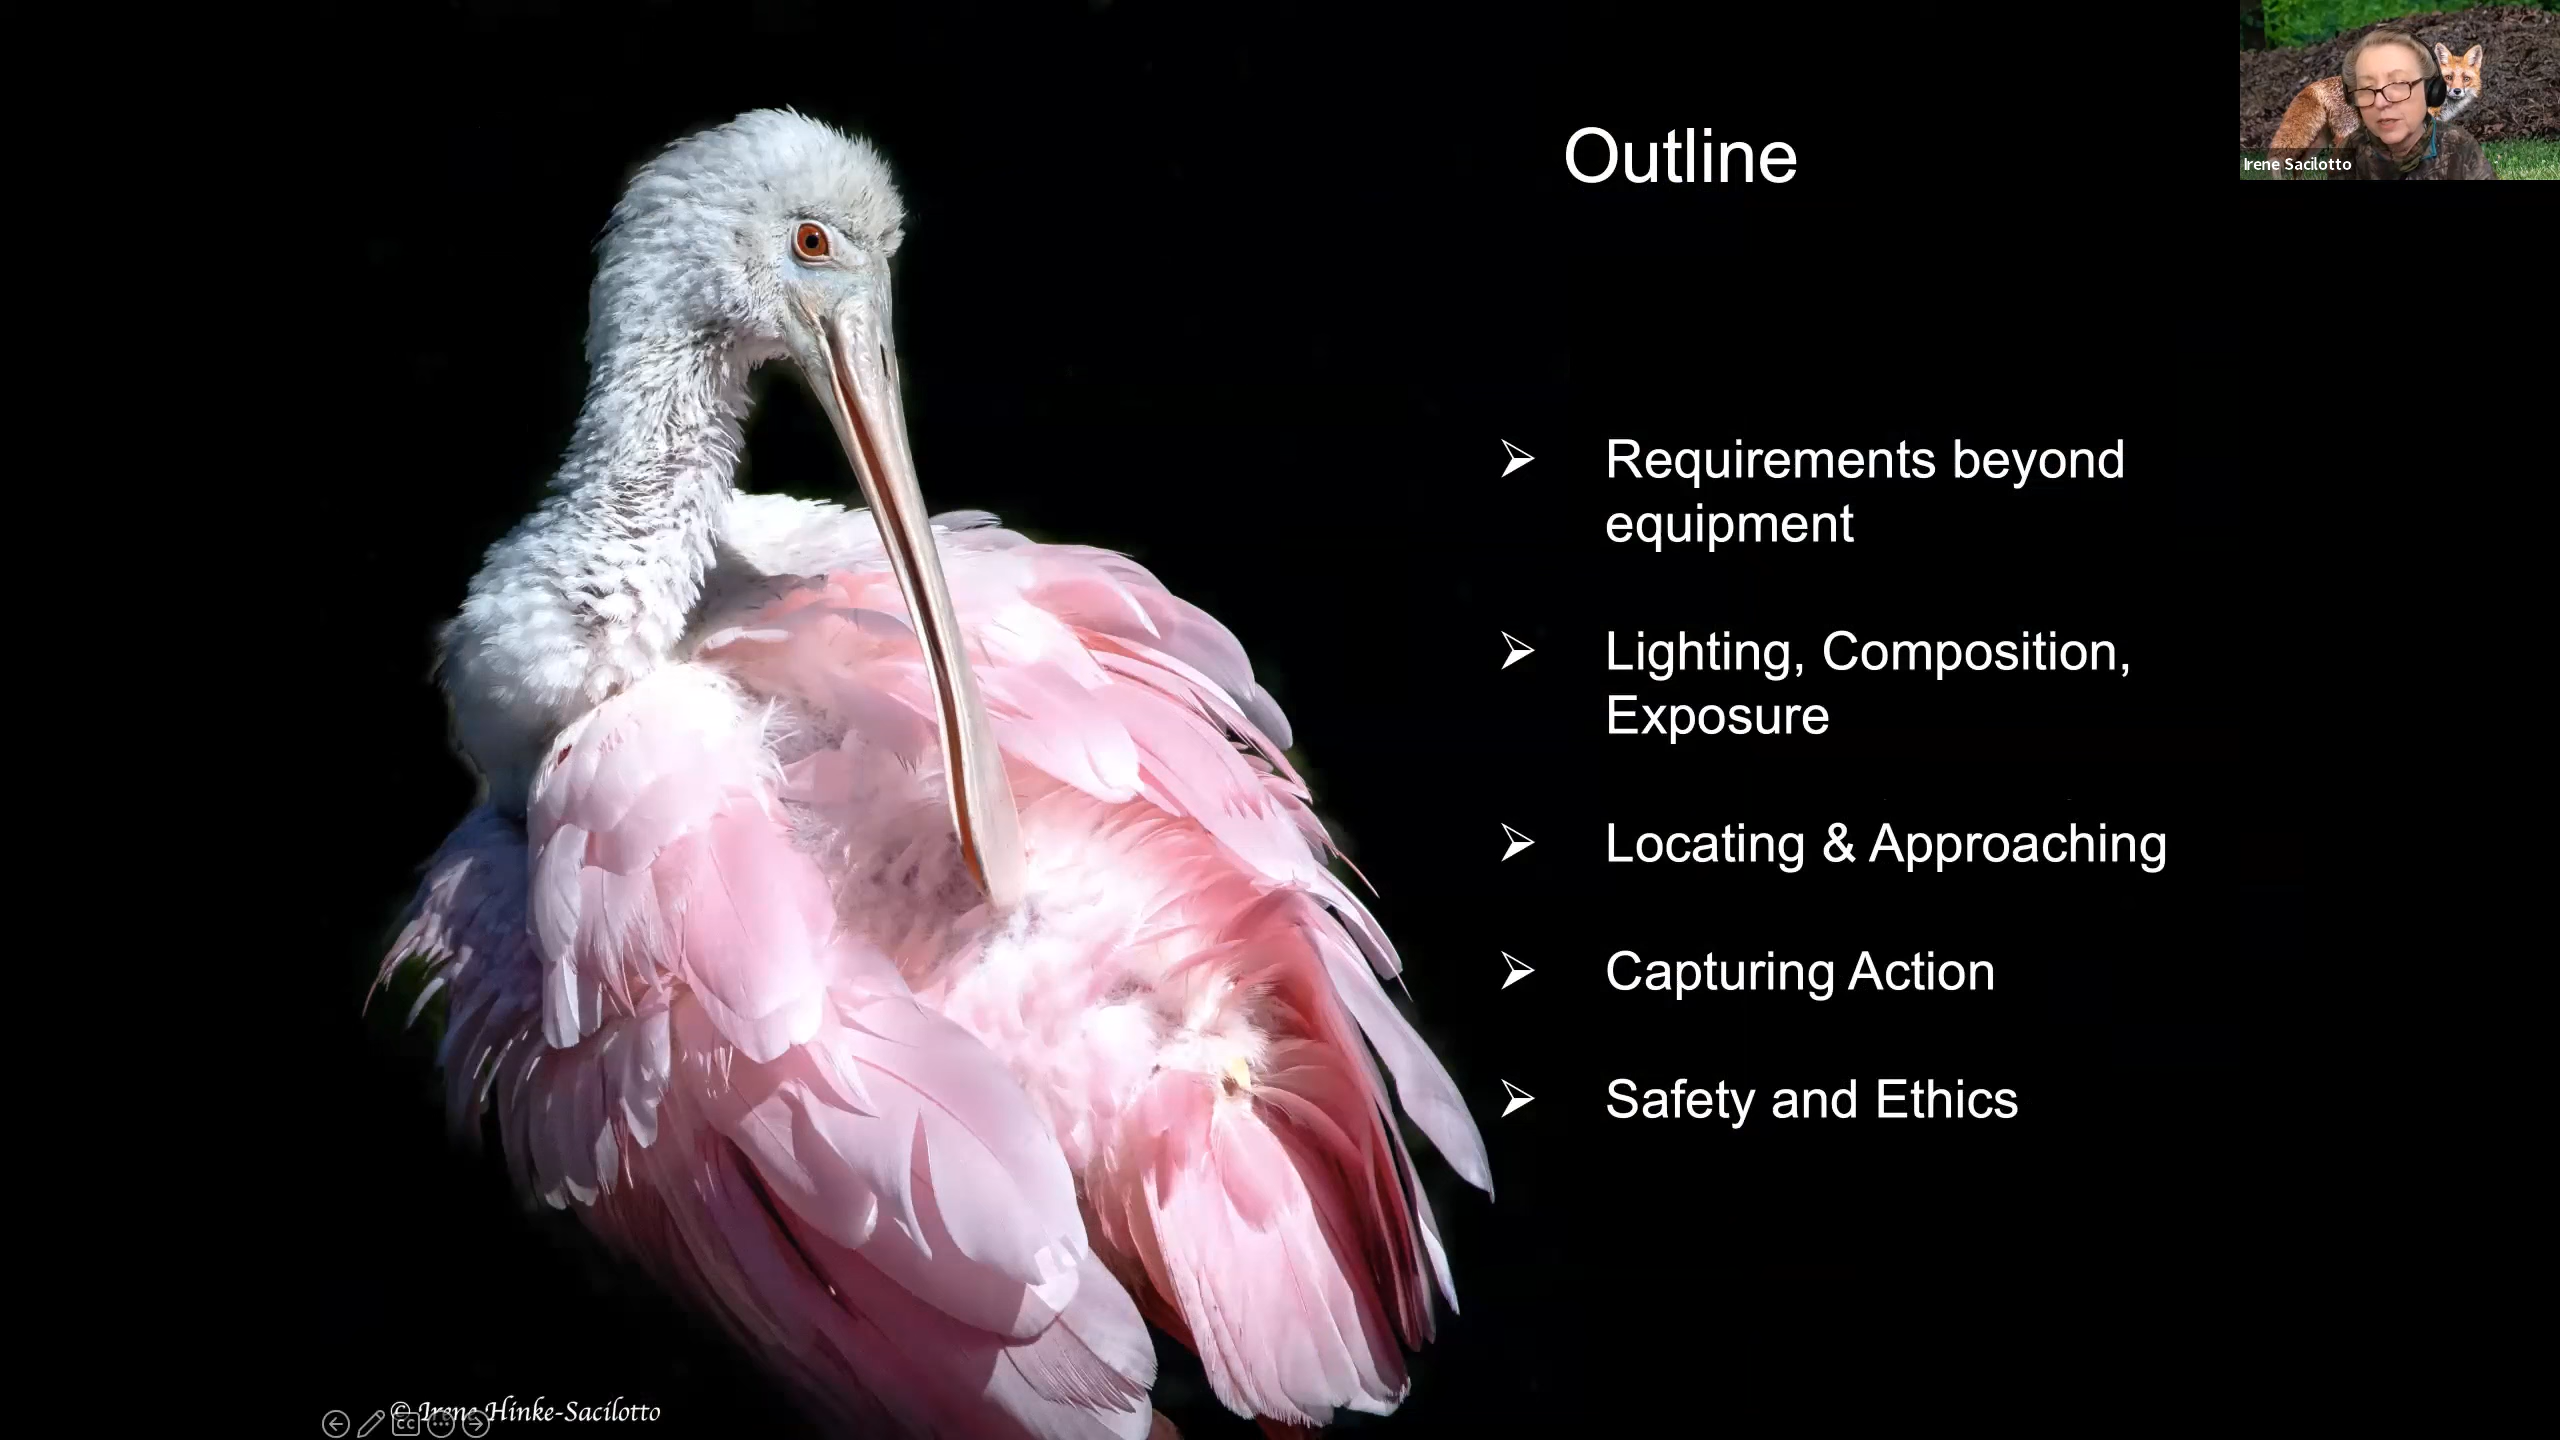 Outline
Irene Sacilotto
Requirements beyond
equipment
Lighting, Composition,
Exposure
Locating & Approaching
Capturing Action
Safety and Ethics
© Irene Hinke-Sacilotto
CC